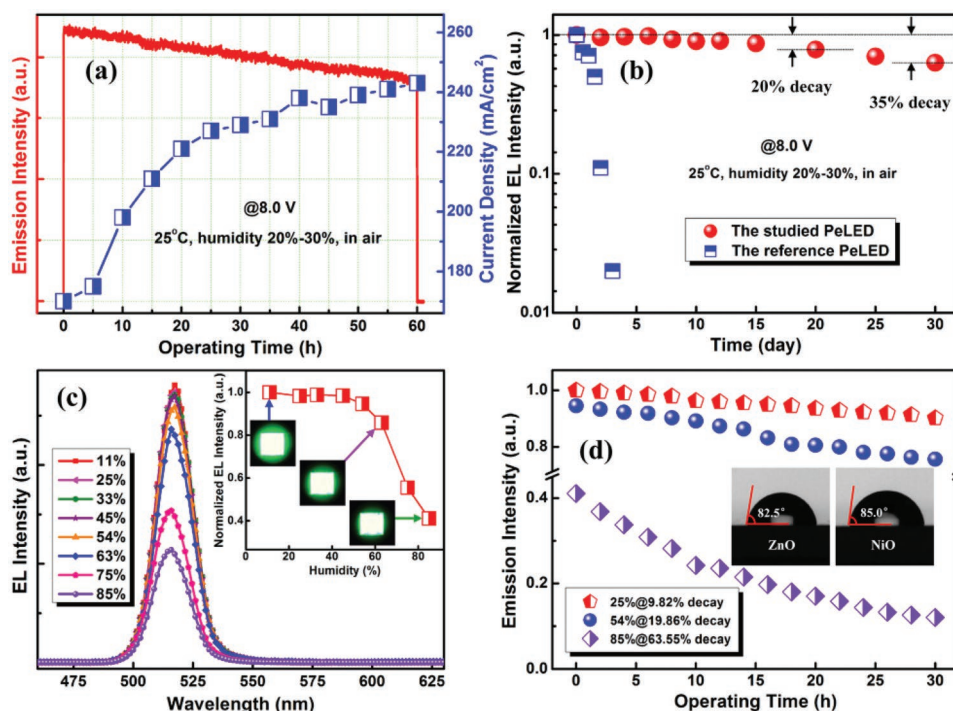 (a)
Emission Intensity (a.u.)
260
240
220
200
180
170
Current Density (mA/cm²)
@8.0 V
25°C, humidity 20%-30%, in air
0 5 10 15 20 25 30 35 40 45 50 55 60
Operating Time (h)
(b)
Normalized EL Intensity (a.u.)
1
0.1
0.01
20% decay
35% decay
@8.0 V
25°C, humidity 20%-30%, in air
The studied PeLED
The reference PeLED
0 5 10 15 20 25 30
Time (day)
(c)
EL Intensity (a.u.)
11%
25%
33%
45%
54%
63%
75%
85%
475 500 525 550 575 600 625
Wavelength (nm)
Normalized EL Intensity (a.u.)
1.0
0.8
0.6
0.4
0 20 40 60 80
Humidity (%)
(d)
Emission Intensity (a.u.)
1.0
0.8
0.4
0.2
0.0
82.5°
ZnO
85.0°
NiO
25%@9.82% decay
54%@19.86% decay
85%@63.55% decay
0 5 10 15 20 25 30
Operating Time (h)